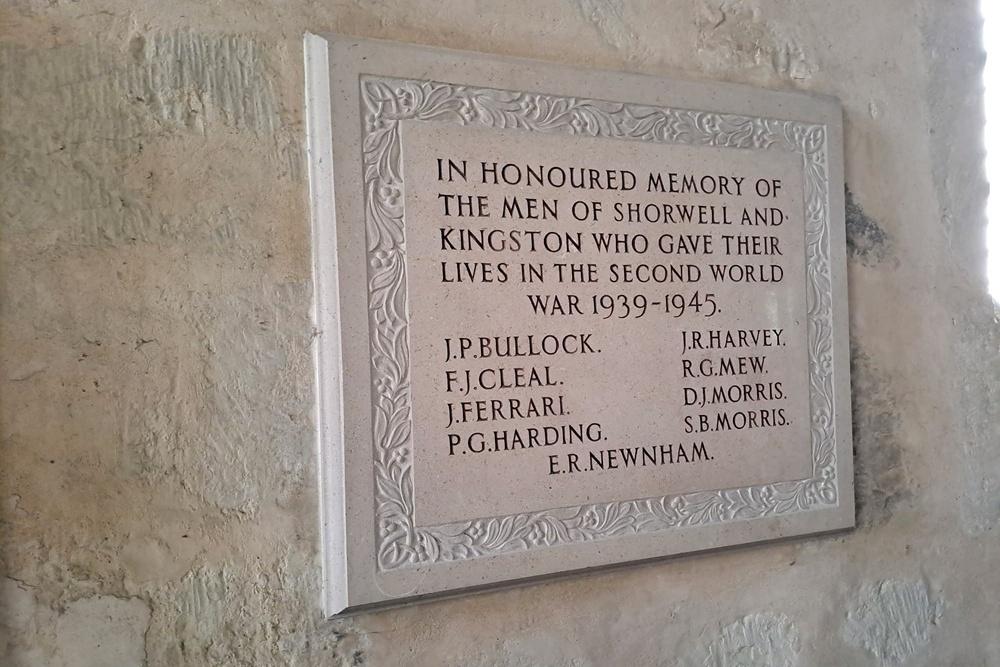 IN HONOURED MEMORY OF
THE MEN OF SHORWELL AND·
KINGSTON WHO GAVE THEIR
LIVES IN THE SECOND WORLD
WAR 1939-1945.
J.P.BULLOCK. J.R.HARVEY.
F.J.CLEAL. R.G.MEW.
J.FERRARI. D.J.MORRIS.
P.G.HARDING. S.B.MORRIS.
E.R.NEWNHAM.